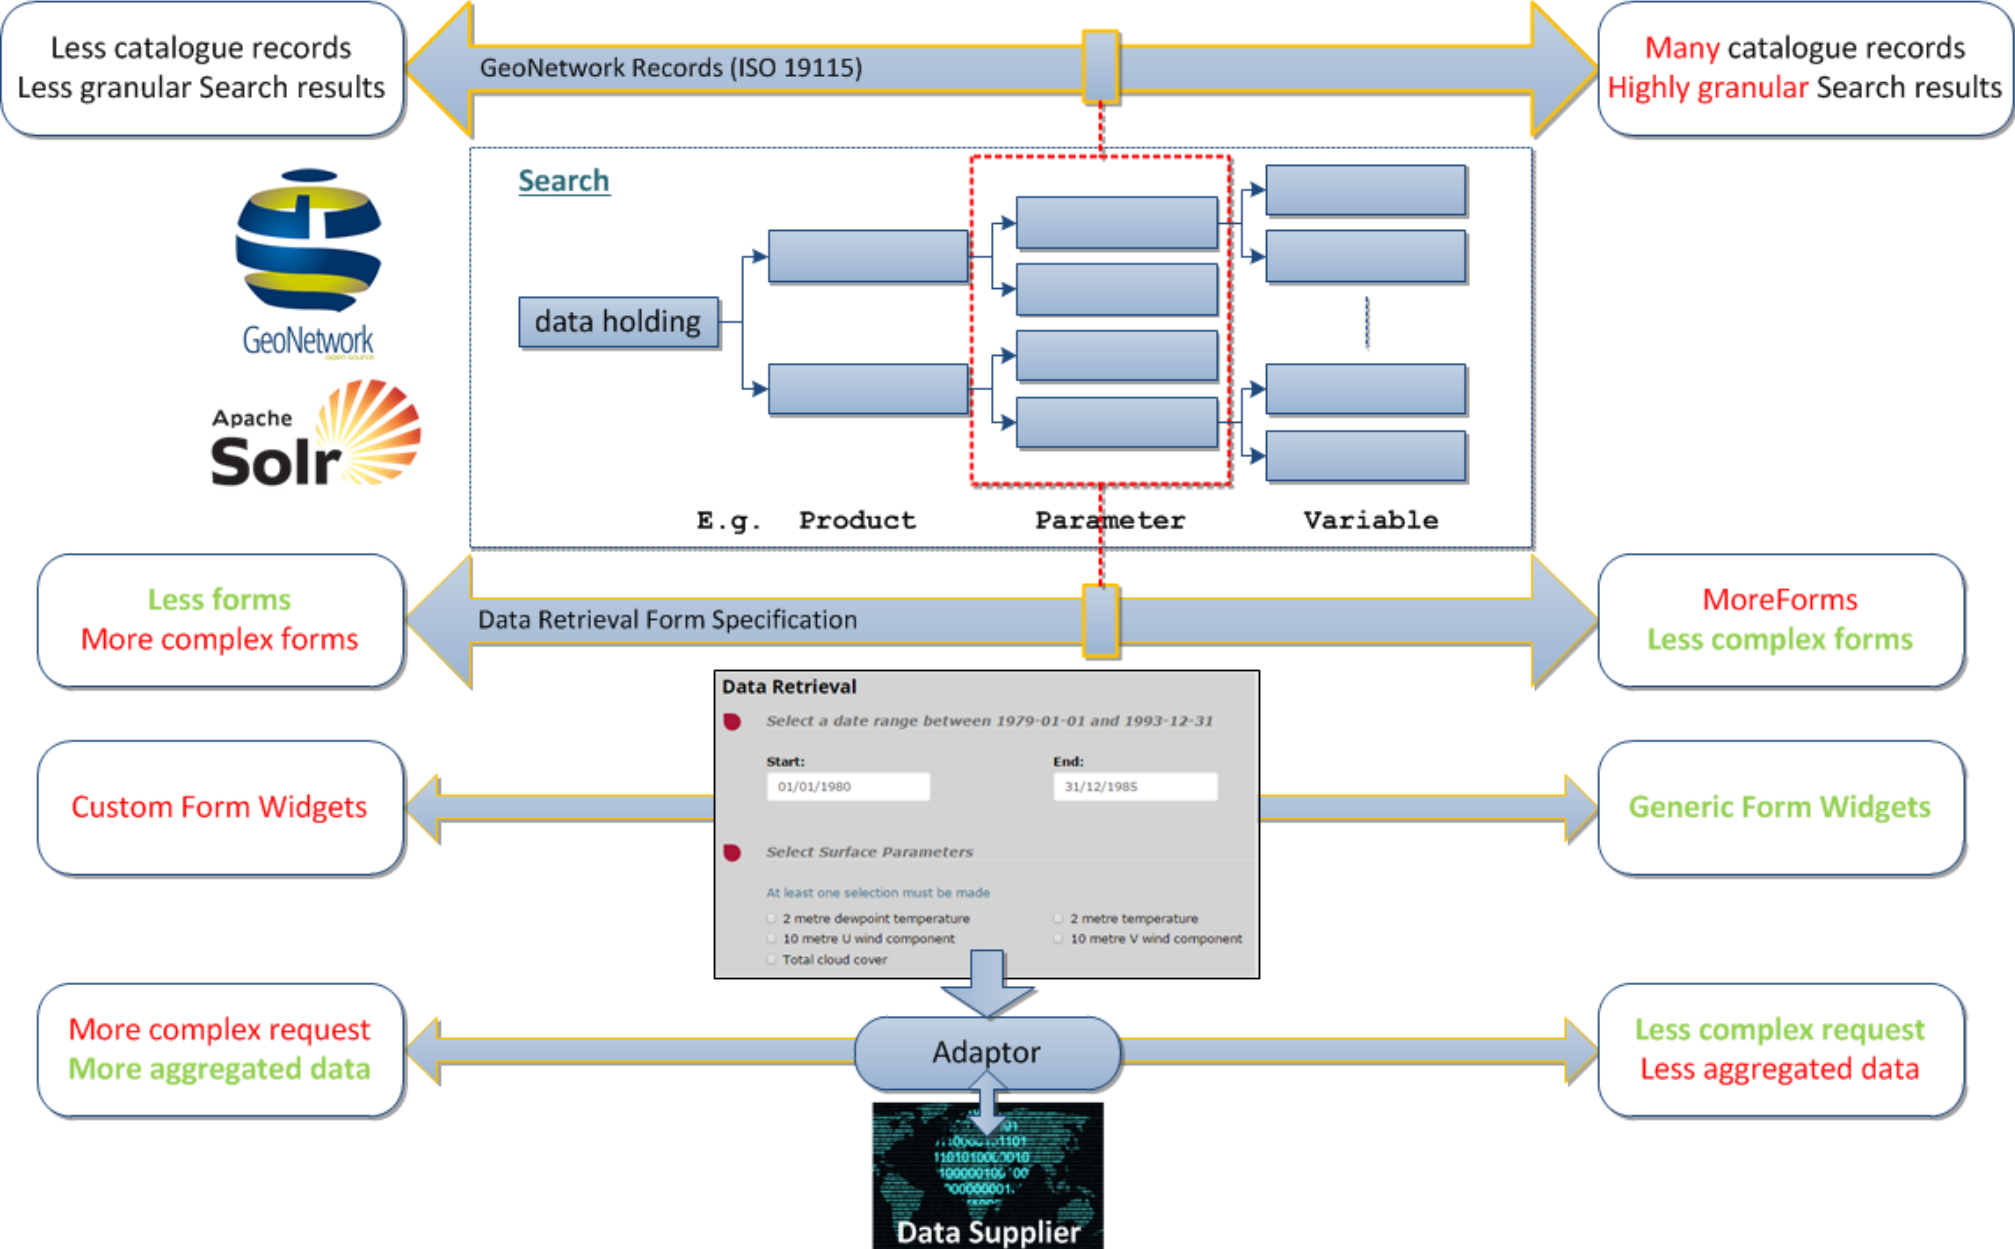 Less catalogue records
Less granular Search results
GeoNetwork Records (ISO 19115)
Many catalogue records
Highly granular Search results
GeoNetwork
open source
Apache
Solr
Search
data holding
E.g. Product Parameter Variable
Less forms
More complex forms
Data Retrieval Form Specification
MoreForms
Less complex forms
Data Retrieval
Select a date range between 1979-01-01 and 1993-12-31
Start: End:
01/01/1980 31/12/1985
Custom Form Widgets
Generic Form Widgets
Select Surface Parameters
At least one selection must be made
2 metre dewpoint temperature 2 metre temperature
10 metre U wind component 10 metre V wind component
Total cloud cover
More complex request
More aggregated data
Adaptor
Less complex request
Less aggregated data
Data Supplier